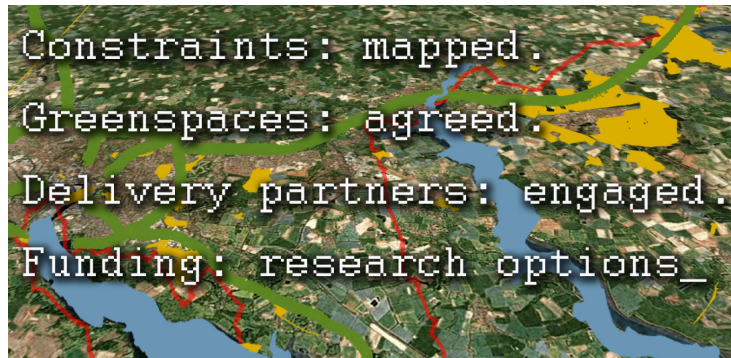 Constraints: mapped.
Greenspaces: agreed.
Delivery partners: engaged.
Funding: research options_